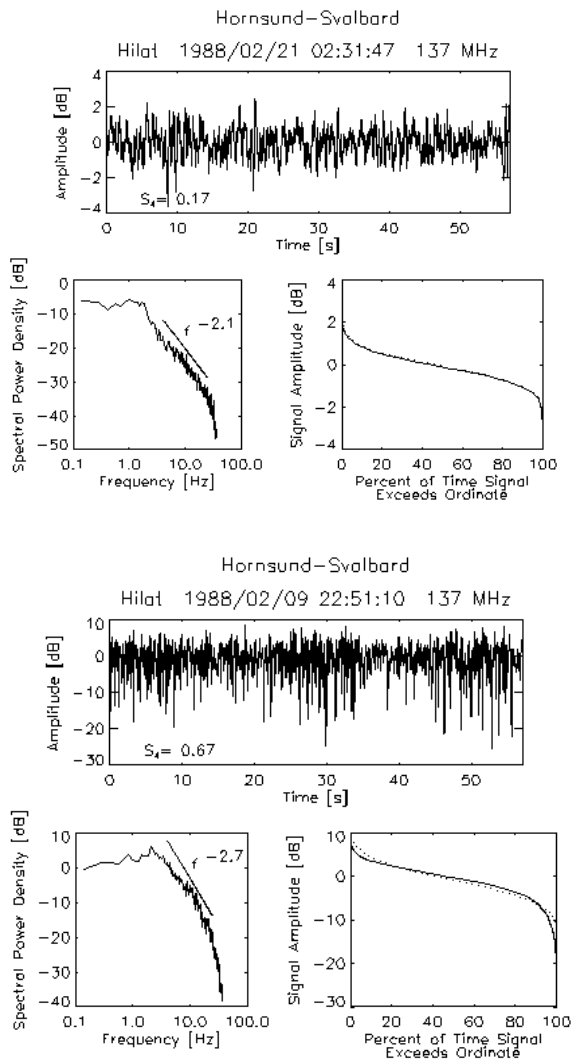 Hornsund-Svalbard
Hilat 1988/02/21 02:31:47 137 MHz
Amplitude [dB]
4
2
0
-2
-4
S4= 0.17
0 10 20 30 40 50
Time [s]
Spectral Power Density [dB]
0
-10
-20
-30
-40
-50
f -2.1
0.1 1.0 10.0 100.0
Frequency [Hz]
Signal Amplitude [dB]
4
2
0
-2
-4
0 20 40 60 80 100
Percent of Time Signal
Exceeds Ordinate
Hornsund-Svalbard
Hilat 1988/02/09 22:51:10 137 MHz
Amplitude [dB]
10
0
-10
-20
-30
S4= 0.67
0 10 20 30 40 50
Time [s]
Spectral Power Density [dB]
10
0
-10
-20
-30
-40
f -2.7
0.1 1.0 10.0 100.0
Frequency [Hz]
Signal Amplitude [dB]
10
0
-10
-20
-30
0 20 40 60 80 100
Percent of Time Signal
Exceeds Ordinate